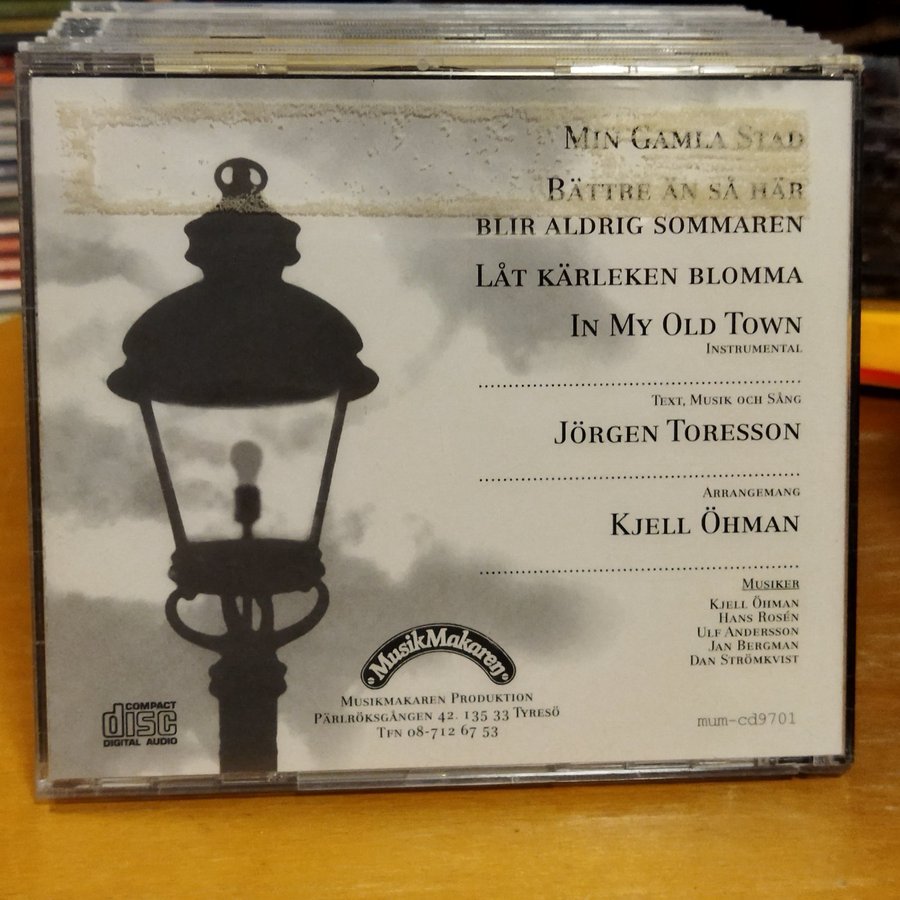 Min Gamla Stad
Bättre än så här
blir aldrig sommaren
Låt kärleken blomma
In My Old Town
Instrumental
Text, Musik och Sång
Jörgen Toresson
Arrangemang
Kjell Öhman
Musiker
Kjell Öhman
Hans Rosén
Ulf Andersson
Jan Bergman
Dan Strömkvist
MusikMakaren
Musikmakaren Produktion
Pärlröksgången 42. 135 33 Tyresö
Tfn 08-712 67 53
COMPACT
disc
DIGITAL AUDIO
mum-cd9701